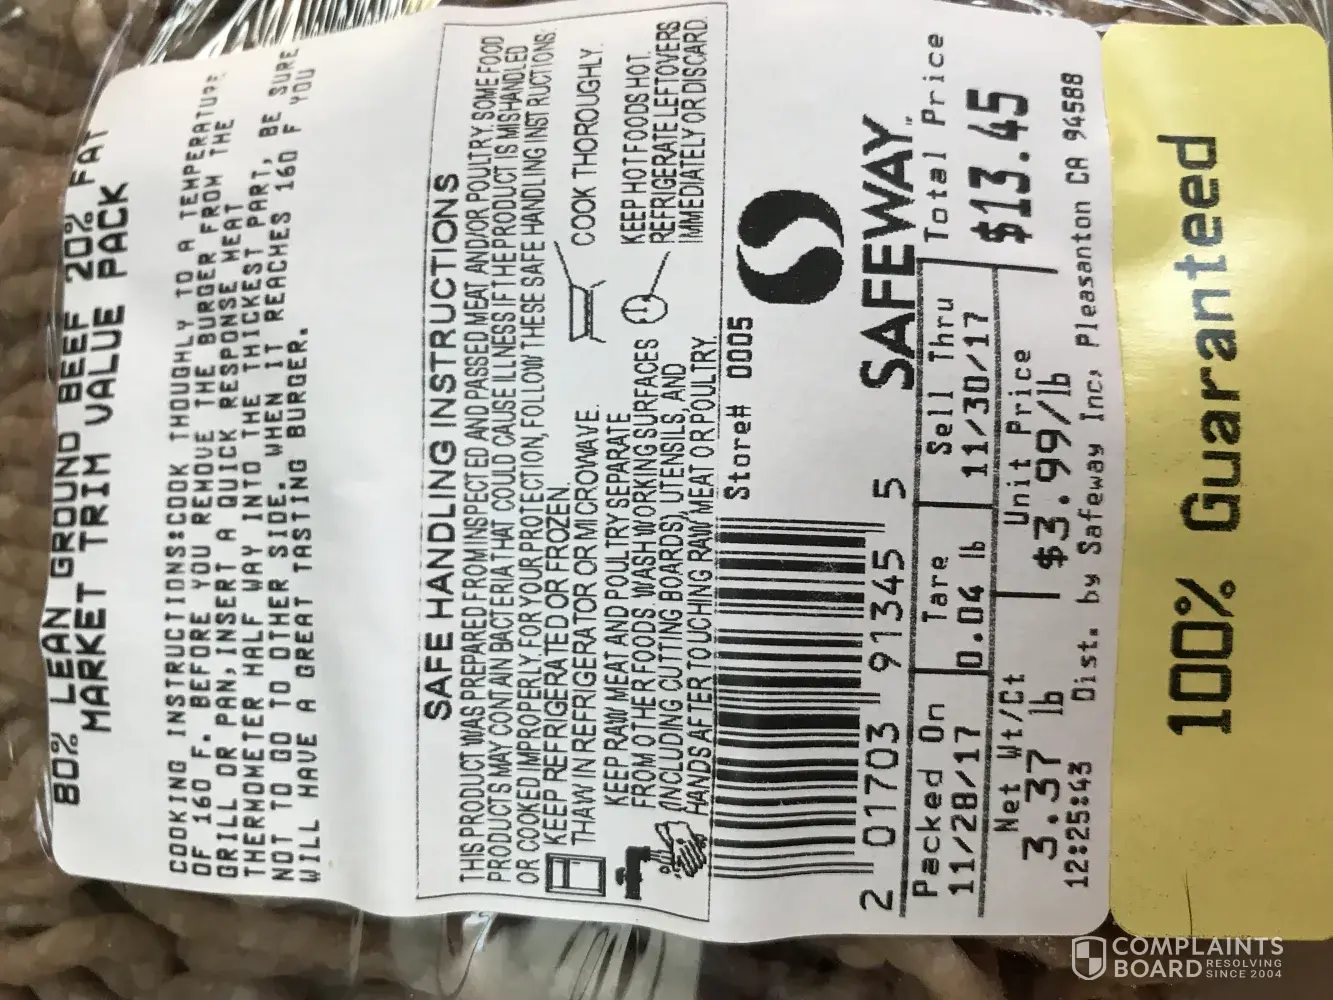 80% LEAN GROUND BEEF 20% FAT
MARKET TRIM VALUE PACK
COOKING INSTRUCTIONS:COOK THOUGHLY TO A TEMPERATURE
OF 160 F. BEFORE YOU REMOVE THE BURGER FROM THE
GRILL OR PAN, INSERT A QUICK RESPONSE MEAT
THERMOMETER HALF WAY INTO THE THICKEST PART, BE SURE
NOT TO GO TO OTHER SIDE. WHEN IT REACHES 160 F YOU
WILL HAVE A GREAT TASTING BURGER.
SAFE HANDLING INSTRUCTIONS
THIS PRODUCT WAS PREPARED FROM INSPECTED AND PASSED MEAT AND/OR POULTRY. SOME FOOD
PRODUCTS MAY CONTAIN BACTERIA THAT COULD CAUSE ILLNESS IF THE PRODUCT IS MISHANDLED
OR COOKED IMPROPERLY. FOR YOUR PROTECTION, FOLLOW THESE SAFE HANDLING INSTRUCTIONS:
KEEP REFRIGERATED OR FROZEN.
THAW IN REFRIGERATOR OR MICROWAVE.
COOK THOROUGHLY.
KEEP RAW MEAT AND POULTRY SEPARATE
FROM OTHER FOODS. WASH WORKING SURFACES
(INCLUDING CUTTING BOARDS), UTENSILS, AND
HANDS AFTER TOUCHING RAW MEAT OR POULTRY.
KEEP HOT FOODS HOT.
REFRIGERATE LEFTOVERS
IMMEDIATELY OR DISCARD.
Store# 0005
SAFEWAY™
2 01703 91345 5
Packed On
11/28/17
Tare
0.04 lb
Sell Thru
11/30/17
Total Price
$13.45
Net Wt/Ct
3.37 lb
Unit Price
$3.99/lb
12:25:43 Dist. by Safeway Inc, Pleasanton CA 94588
100% Guaranteed
COMPLAINTS
BOARD RESOLVING
SINCE 2004